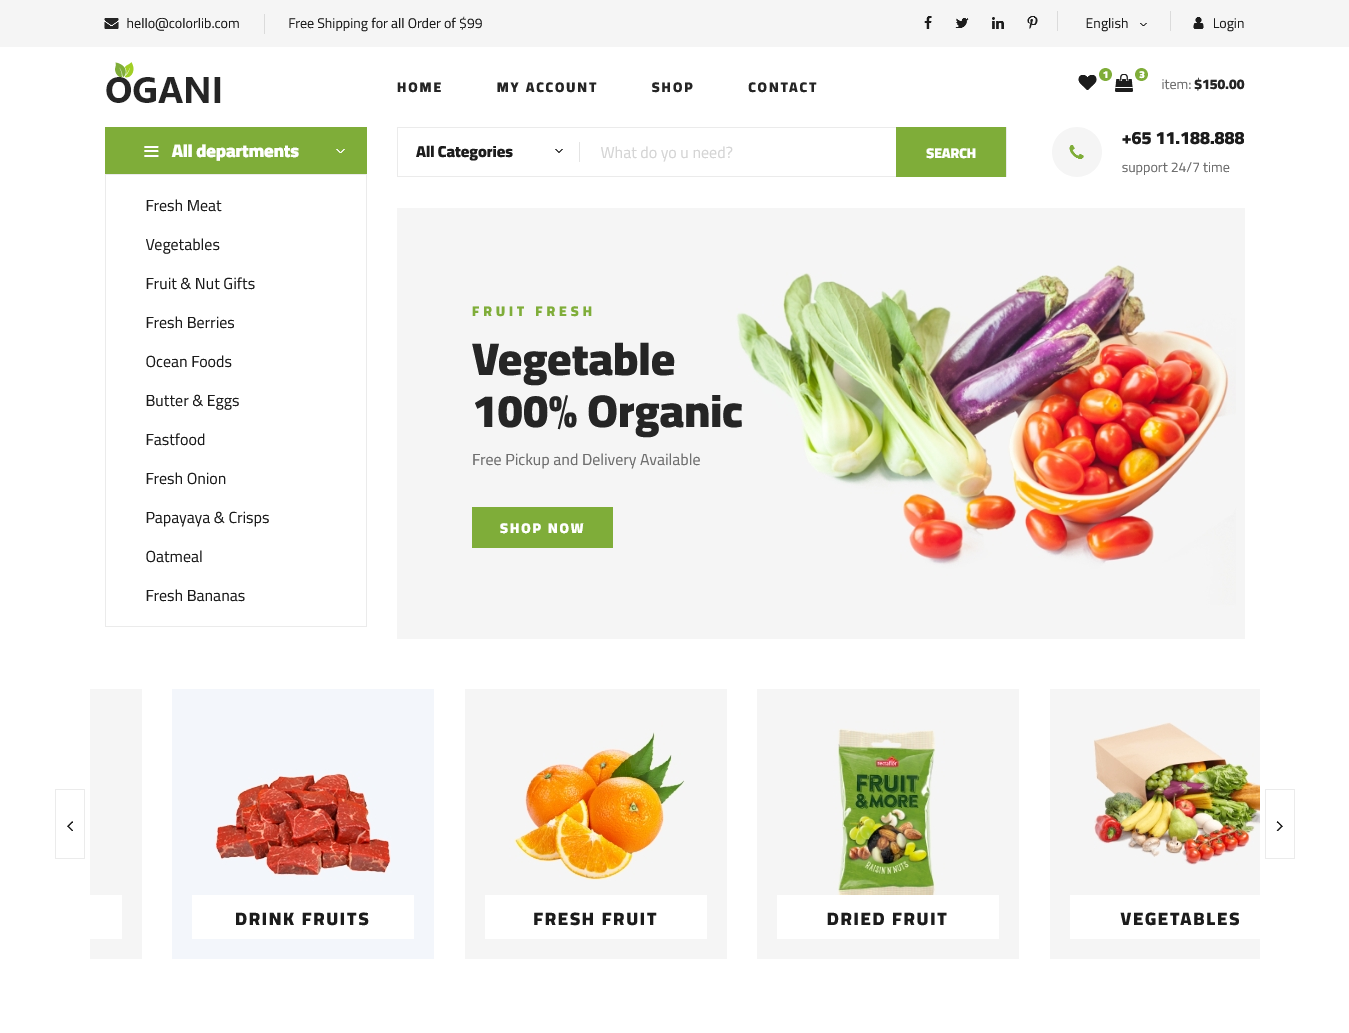 hello@colorlib.com
Free Shipping for all Order of $99
English
Login
OGANI
HOME
MY ACCOUNT
SHOP
CONTACT
1
3
item: $150.00
All departments
All Categories
What do yo u need?
SEARCH
+65 11.188.888
support 24/7 time
Fresh Meat
Vegetables
Fruit & Nut Gifts
Fresh Berries
Ocean Foods
Butter & Eggs
Fastfood
Fresh Onion
Papayaya & Crisps
Oatmeal
Fresh Bananas
FRUIT FRESH
Vegetable
100% Organic
Free Pickup and Delivery Available
SHOP NOW
DRINK FRUITS
FRESH FRUIT
FRUIT
& MORE
RAISIN N NUTS
DRIED FRUIT
VEGETABLES